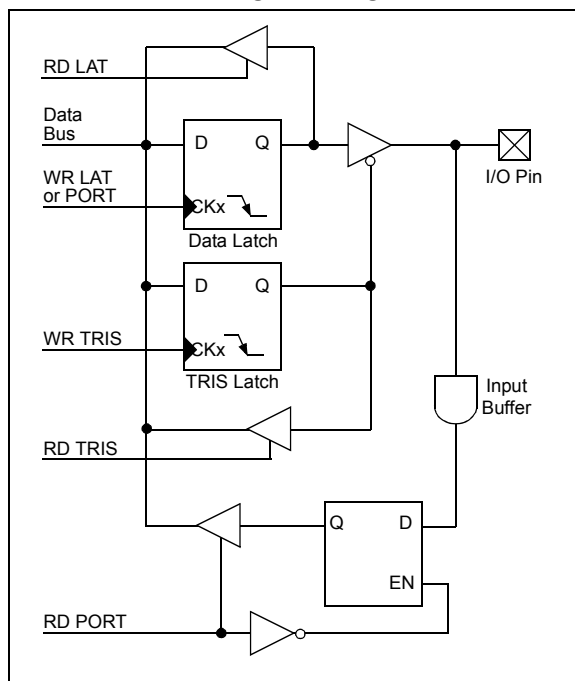 RD LAT
Data
Bus
D Q
WR LAT
or PORT
CKx
Data Latch
I/O Pin
D Q
WR TRIS
CKx
TRIS Latch
Input
Buffer
RD TRIS
Q D
EN
RD PORT